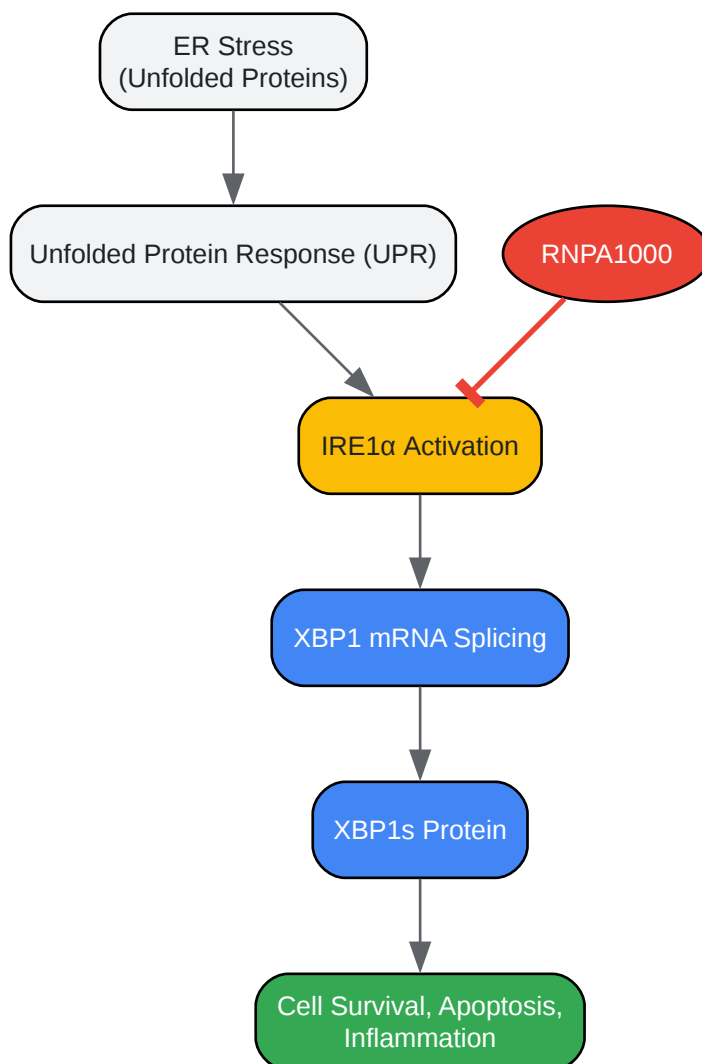 ER Stress
(Unfolded Proteins)
Unfolded Protein Response (UPR)
RNPA1000
IRE1α Activation
XBP1 mRNA Splicing
XBP1s Protein
Cell Survival, Apoptosis,
Inflammation